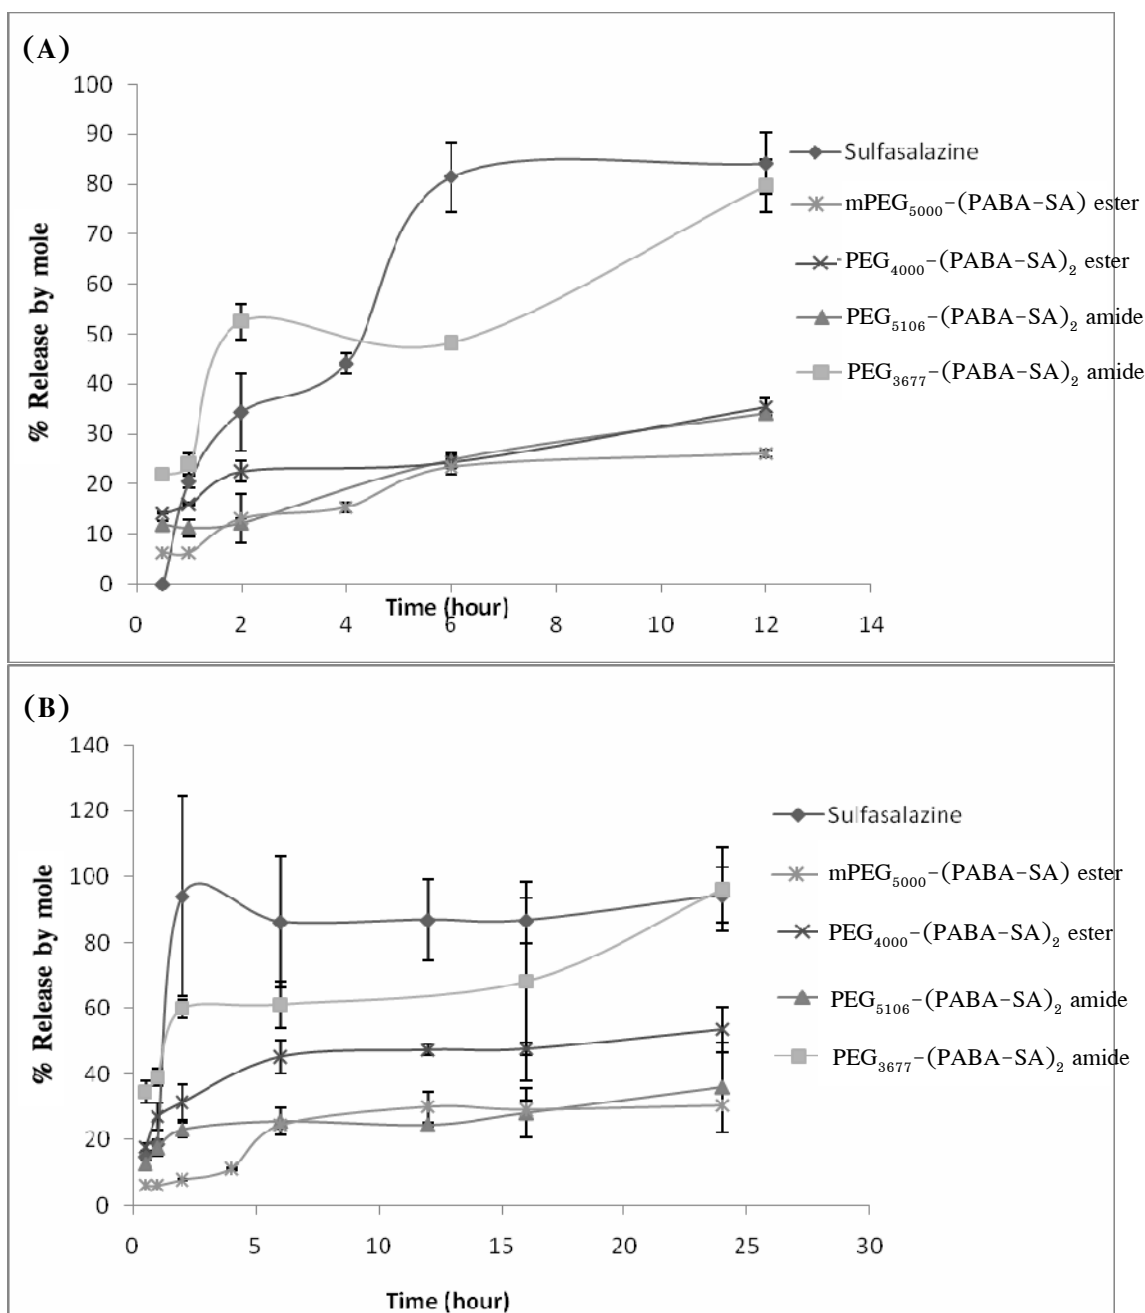 (A)
% Release by mole
100
90
80
70
60
50
40
30
20
10
0
0 2 4 6 8 10 12 14
Time (hour)
Sulfasalazine
mPEG₅₀₀₀-(PABA-SA) ester
PEG₄₀₀₀-(PABA-SA)₂ ester
PEG₅₁₀₆-(PABA-SA)₂ amide
PEG₃₆₇₇-(PABA-SA)₂ amide
(B)
% Release by mole
140
120
100
80
60
40
20
0
0 5 10 15 20 25 30
Time (hour)
Sulfasalazine
mPEG₅₀₀₀-(PABA-SA) ester
PEG₄₀₀₀-(PABA-SA)₂ ester
PEG₅₁₀₆-(PABA-SA)₂ amide
PEG₃₆₇₇-(PABA-SA)₂ amide